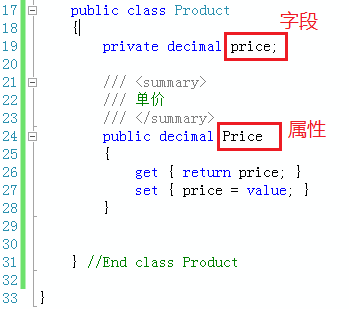 17 public class Product
18 {
19 private decimal price; 字段
20
21 /// <summary>
22 /// 单价
23 /// </summary>
24 public decimal Price 属性
25 {
26 get { return price; }
27 set { price = value; }
28 }
29
30
31 } //End class Product
32
33 }